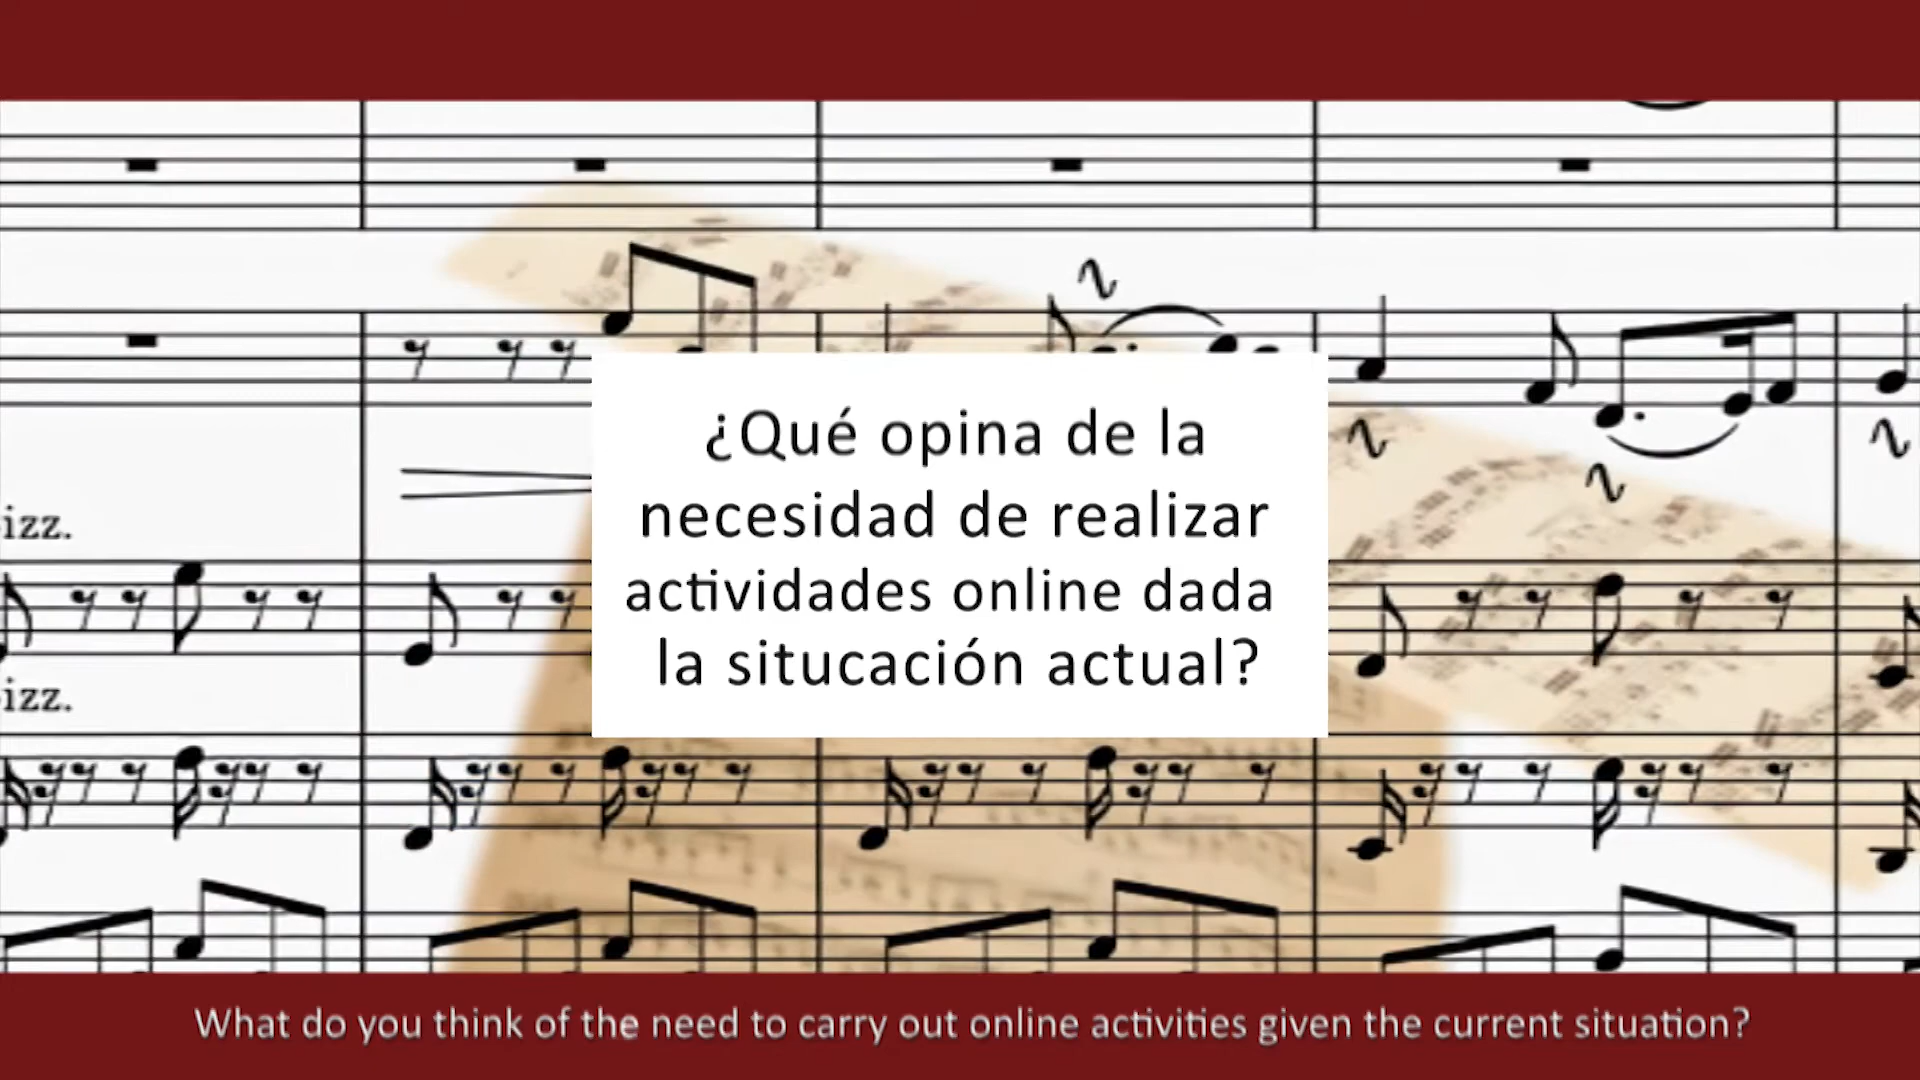 izz.
izz.
¿Qué opina de la
necesidad de realizar
actividades online dada
la situcación actual?
What do you think of the need to carry out online activities given the current situation?